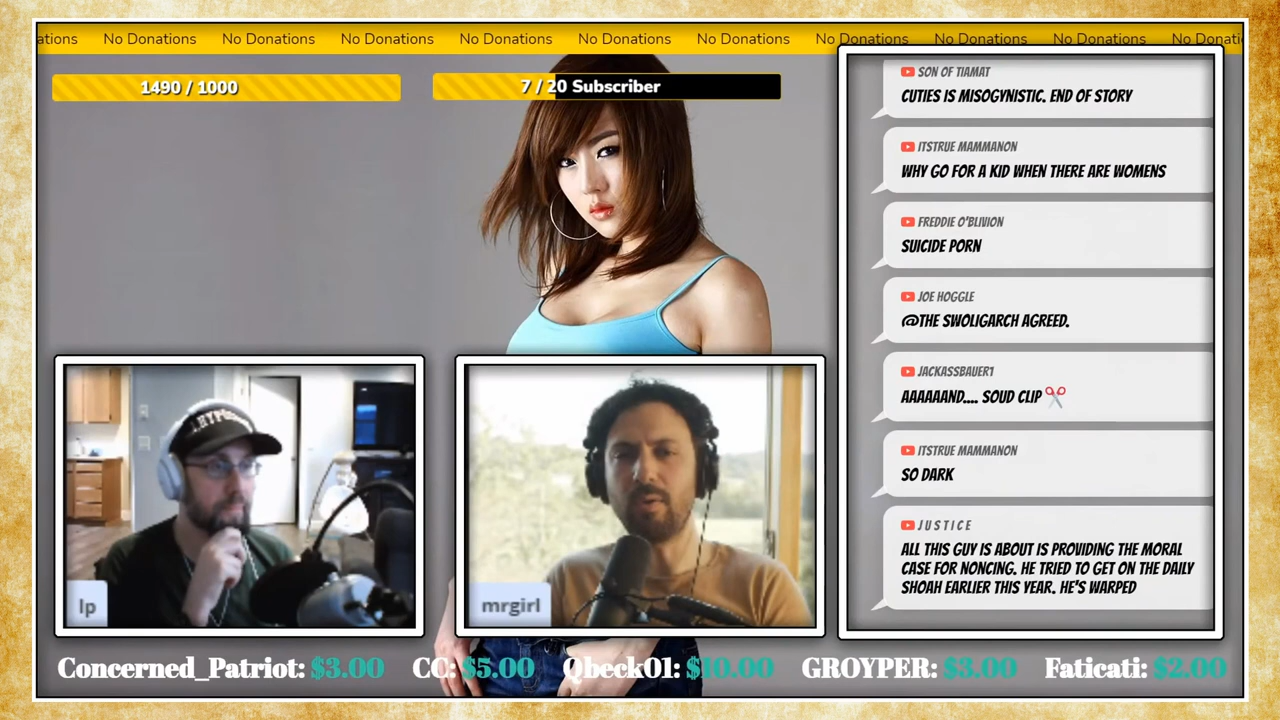 ations No Donations No Donations No Donations No Donations No Donations No Donations No Donations No Donations No Donations No Donati
1490 / 1000
7 / 20 Subscriber
SON OF TIAMAT
CUTIES IS MISOGYNISTIC. END OF STORY
ITSTRUE MAMMANON
WHY GO FOR A KID WHEN THERE ARE WOMENS
FREDDIE O'BLIVION
SUICIDE PORN
JOE HOGGLE
@THE SWOLIGARCH AGREED.
JACKASSBAUER1
AAAAAAND.... SOUD CLIP
ITSTRUE MAMMANON
SO DARK
JUSTICE
ALL THIS GUY IS ABOUT IS PROVIDING THE MORAL
CASE FOR NONCING. HE TRIED TO GET ON THE DAILY
SHOAH EARLIER THIS YEAR. HE'S WARPED
lp
mrgirl
Concerned_Patriot: $3.00 CC: $5.00 Qbeck01: $10.00 GROYPER: $3.00 Faticati: $2.00